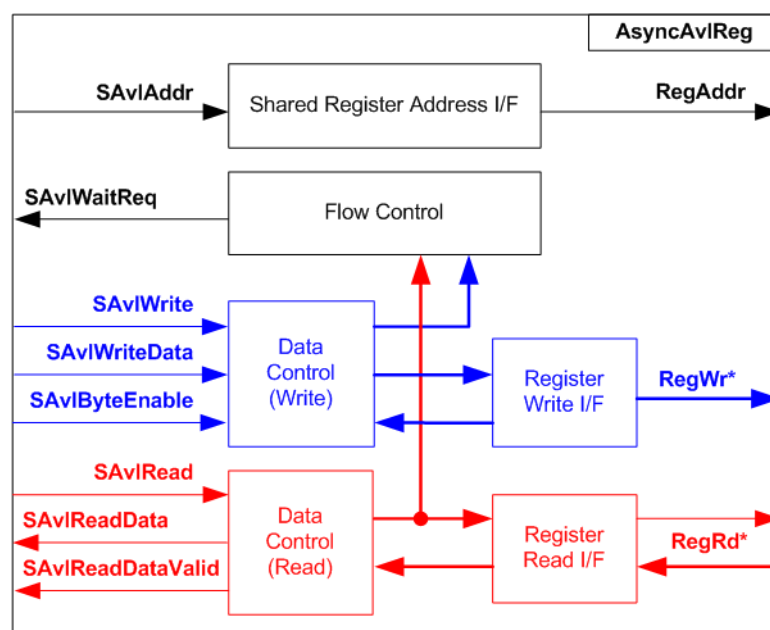 AsyncAvlReg
SAvlAddr
Shared Register Address I/F
RegAddr
SAvlWaitReq
Flow Control
SAvlWrite
SAvlWriteData
SAvlByteEnable
Data
Control
(Write)
Register
Write I/F
RegWr*
SAvlRead
SAvlReadData
SAvlReadDataValid
Data
Control
(Read)
Register
Read I/F
RegRd*